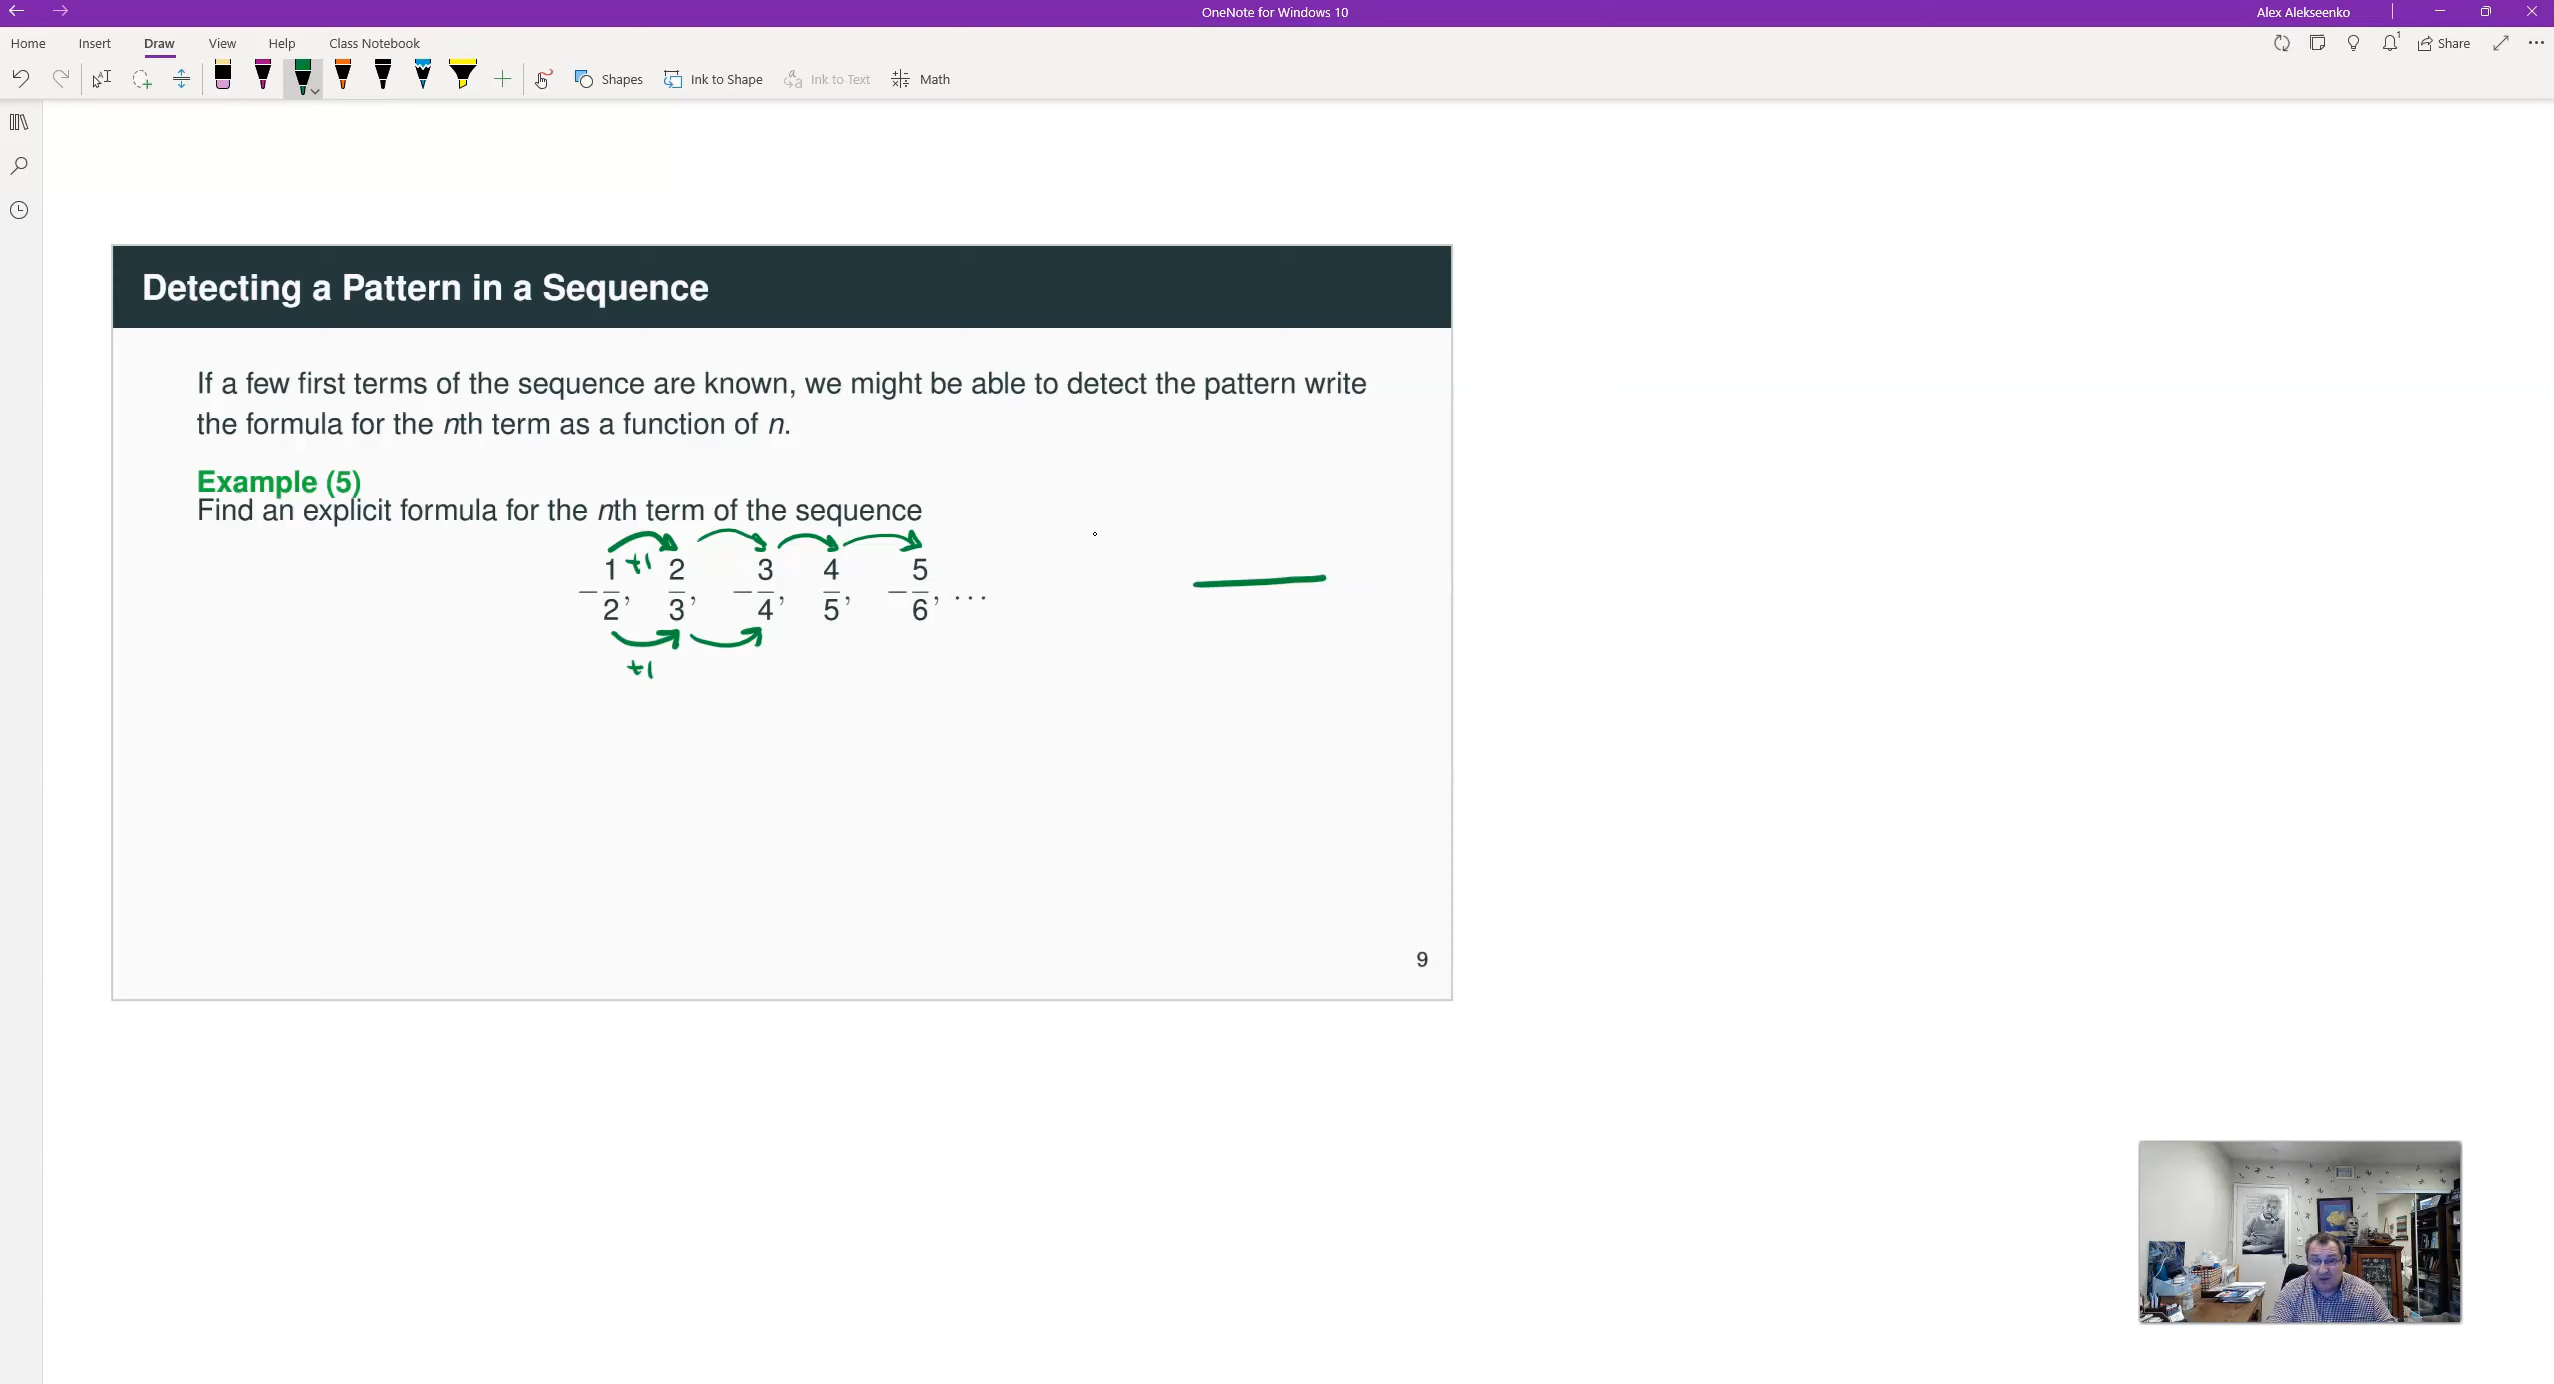 OneNote for Windows 10
Alex Alekseenko
Home Insert Draw View Help Class Notebook
1
Share
Shapes Ink to Shape Ink to Text Math
Detecting a Pattern in a Sequence
If a few first terms of the sequence are known, we might be able to detect the pattern write
the formula for the nth term as a function of n.
Example (5)
Find an explicit formula for the nth term of the sequence
+1
−1/2, 2/3, −3/4, 4/5, −5/6, ...
+1
9